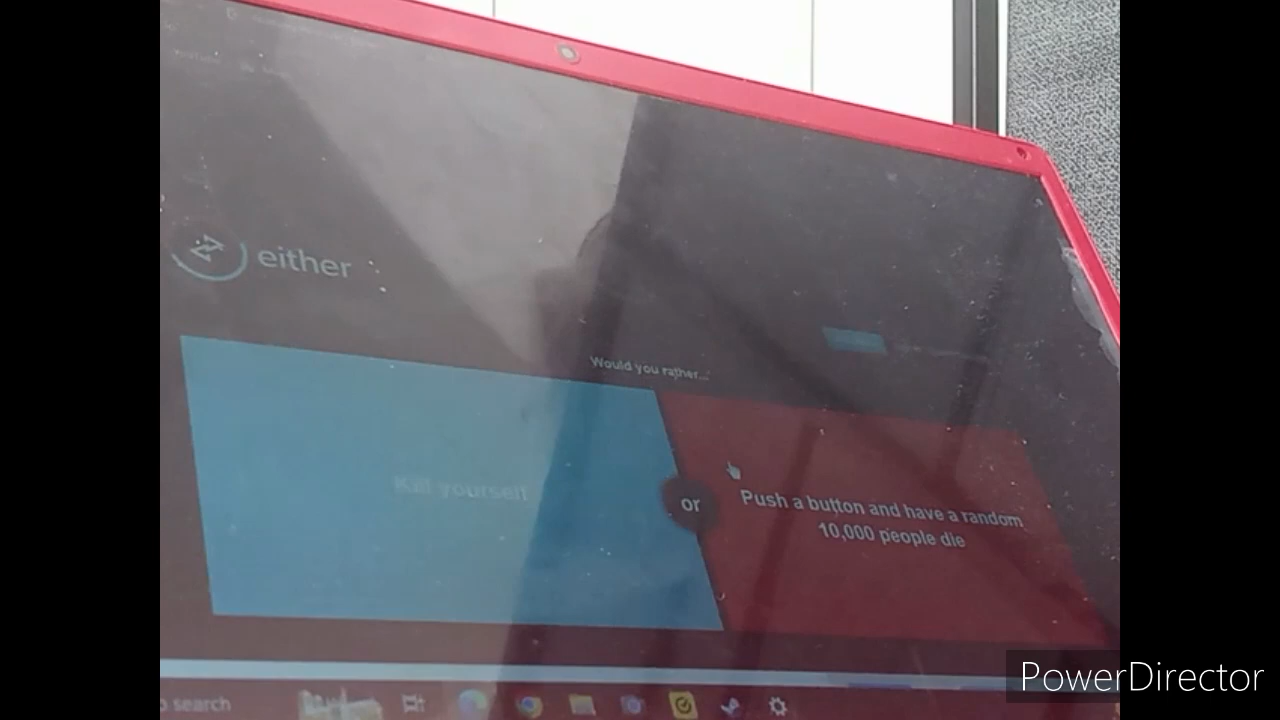 either
Would you rather...
Kill yourself
or
Push a button and have a random
10,000 people die
search
PowerDirector